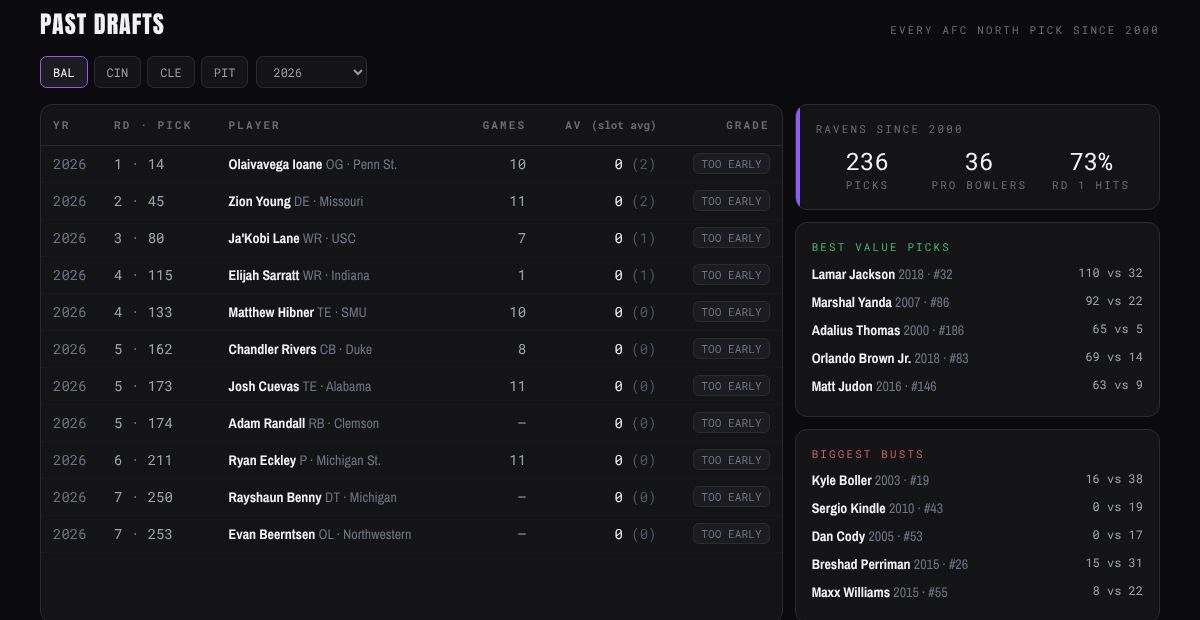 PAST DRAFTS
EVERY AFC NORTH PICK SINCE 2000
BAL CIN CLE PIT 2026
YR RD · PICK PLAYER GAMES AV (slot avg) GRADE
2026 1 · 14 Olaivavega Ioane OG · Penn St. 10 0 (2) TOO EARLY
2026 2 · 45 Zion Young DE · Missouri 11 0 (2) TOO EARLY
2026 3 · 80 Ja'Kobi Lane WR · USC 7 0 (1) TOO EARLY
2026 4 · 115 Elijah Sarratt WR · Indiana 1 0 (1) TOO EARLY
2026 4 · 133 Matthew Hibner TE · SMU 10 0 (0) TOO EARLY
2026 5 · 162 Chandler Rivers CB · Duke 8 0 (0) TOO EARLY
2026 5 · 173 Josh Cuevas TE · Alabama 11 0 (0) TOO EARLY
2026 5 · 174 Adam Randall RB · Clemson – 0 (0) TOO EARLY
2026 6 · 211 Ryan Eckley P · Michigan St. 11 0 (0) TOO EARLY
2026 7 · 250 Rayshaun Benny DT · Michigan – 0 (0) TOO EARLY
2026 7 · 253 Evan Beerntsen OL · Northwestern – 0 (0) TOO EARLY
RAVENS SINCE 2000
236 36 73%
PICKS PRO BOWLERS RD 1 HITS
BEST VALUE PICKS
Lamar Jackson 2018 · #32 110 vs 32
Marshal Yanda 2007 · #86 92 vs 22
Adalius Thomas 2000 · #186 65 vs 5
Orlando Brown Jr. 2018 · #83 69 vs 14
Matt Judon 2016 · #146 63 vs 9
BIGGEST BUSTS
Kyle Boller 2003 · #19 16 vs 38
Sergio Kindle 2010 · #43 0 vs 19
Dan Cody 2005 · #53 0 vs 17
Breshad Perriman 2015 · #26 15 vs 31
Maxx Williams 2015 · #55 8 vs 22